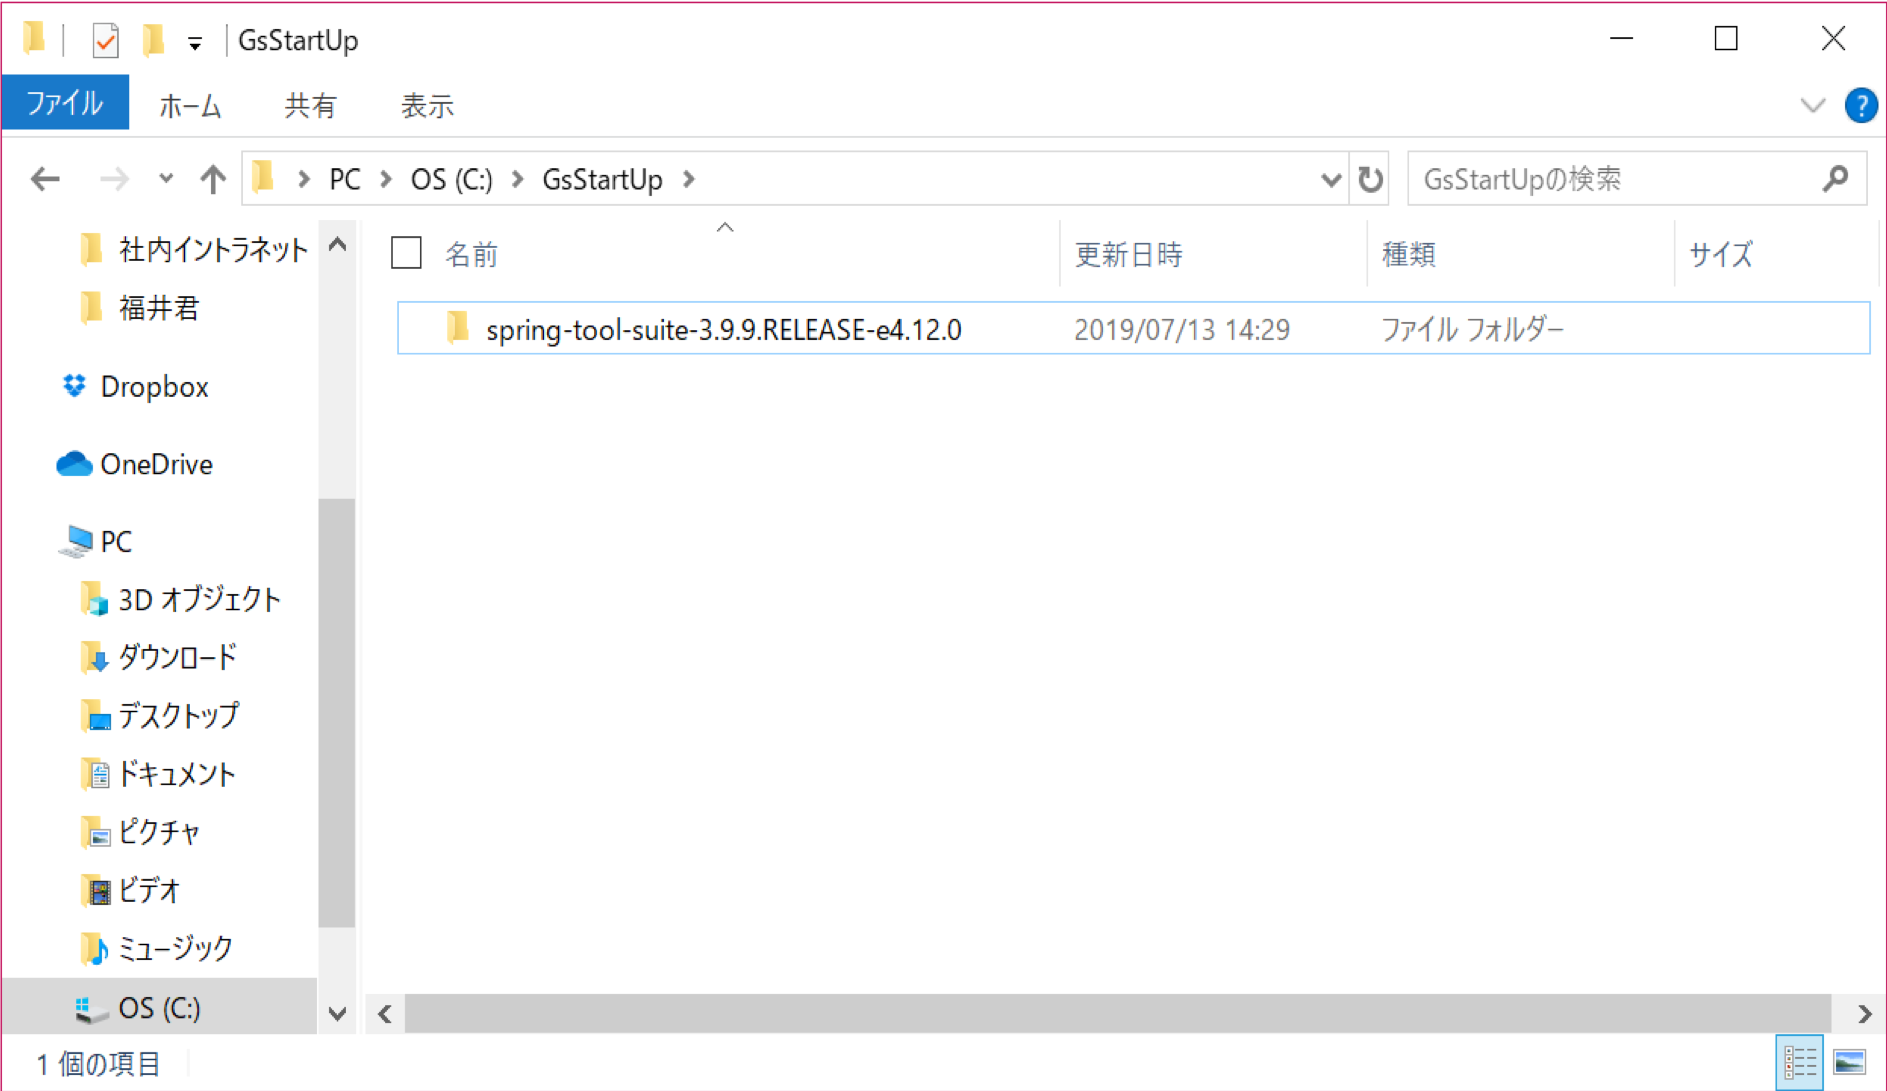 GsStartUp
ファイル ホーム 共有 表示
PC OS (C:) GsStartUp
GsStartUpの検索
社内イントラネット
福井君
Dropbox
OneDrive
PC
3D オブジェクト
ダウンロード
デスクトップ
ドキュメント
ピクチャ
ビデオ
ミュージック
OS (C:)
名前 更新日時 種類 サイズ
spring-tool-suite-3.9.9.RELEASE-e4.12.0 2019/07/13 14:29 ファイル フォルダー
1 個の項目